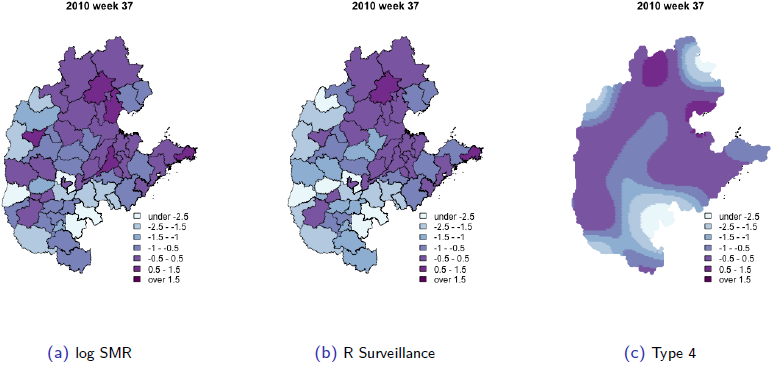 2010 week 37
2010 week 37
2010 week 37
under -2.5
-2.5 - -1.5
-1.5 - -1
-1 - -0.5
-0.5 - 0.5
0.5 - 1.5
over 1.5
under -2.5
-2.5 - -1.5
-1.5 - -1
-1 - -0.5
-0.5 - 0.5
0.5 - 1.5
over 1.5
under -2.5
-2.5 - -1.5
-1.5 - -1
-1 - -0.5
-0.5 - 0.5
0.5 - 1.5
over 1.5
(a) log SMR
(b) R Surveillance
(c) Type 4